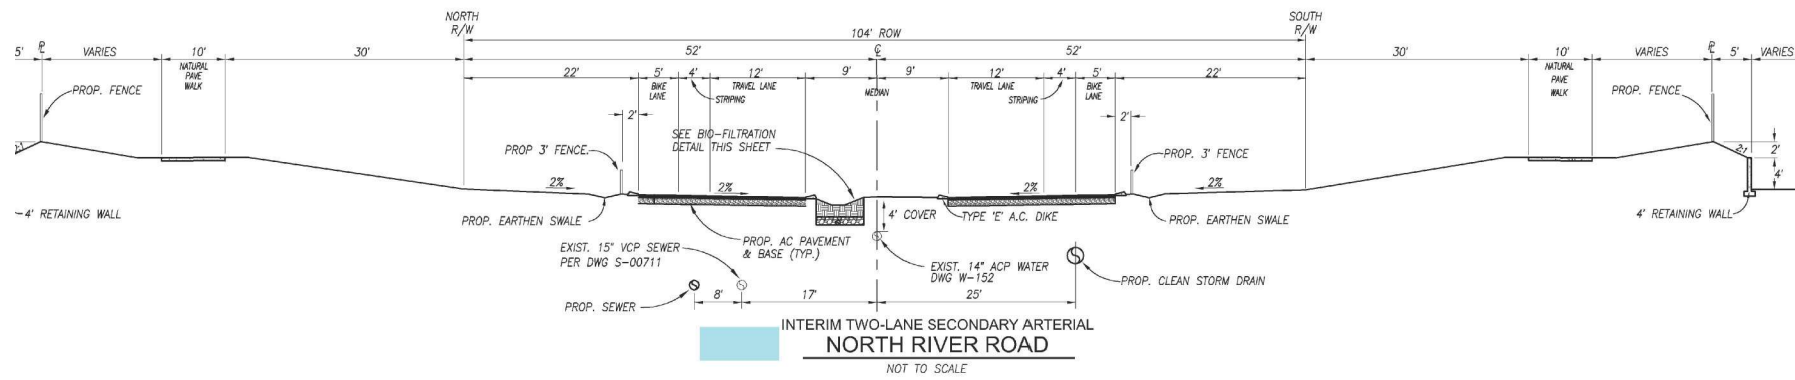 NORTH
R/W
SOUTH
R/W
104' ROW
5'
PL
VARIES
10'
30'
52'
CL
52'
30'
10'
VARIES
PL
5'
VARIES
NATURAL
PAVE
WALK
22'
5'
4'
12'
9'
9'
12'
4'
5'
22'
NATURAL
PAVE
WALK
BIKE
LANE
STRIPING
TRAVEL LANE
MEDIAN
TRAVEL LANE
STRIPING
BIKE
LANE
PROP. FENCE
PROP. FENCE
2'
2'
SEE BIO-FILTRATION
DETAIL THIS SHEET
PROP 3' FENCE.
PROP. 3' FENCE
2:1
2:1
2'
4'
2%
2%
2%
2%
4' RETAINING WALL
PROP. EARTHEN SWALE
4' COVER
TYPE 'E' A.C. DIKE
PROP. EARTHEN SWALE
4' RETAINING WALL
PROP. AC PAVEMENT
& BASE (TYP.)
EXIST. 15" VCP SEWER
PER DWG S-00711
EXIST. 14" ACP WATER
DWG W-152
PROP. CLEAN STORM DRAIN
PROP. SEWER
8'
17'
25'
INTERIM TWO-LANE SECONDARY ARTERIAL
NORTH RIVER ROAD
NOT TO SCALE